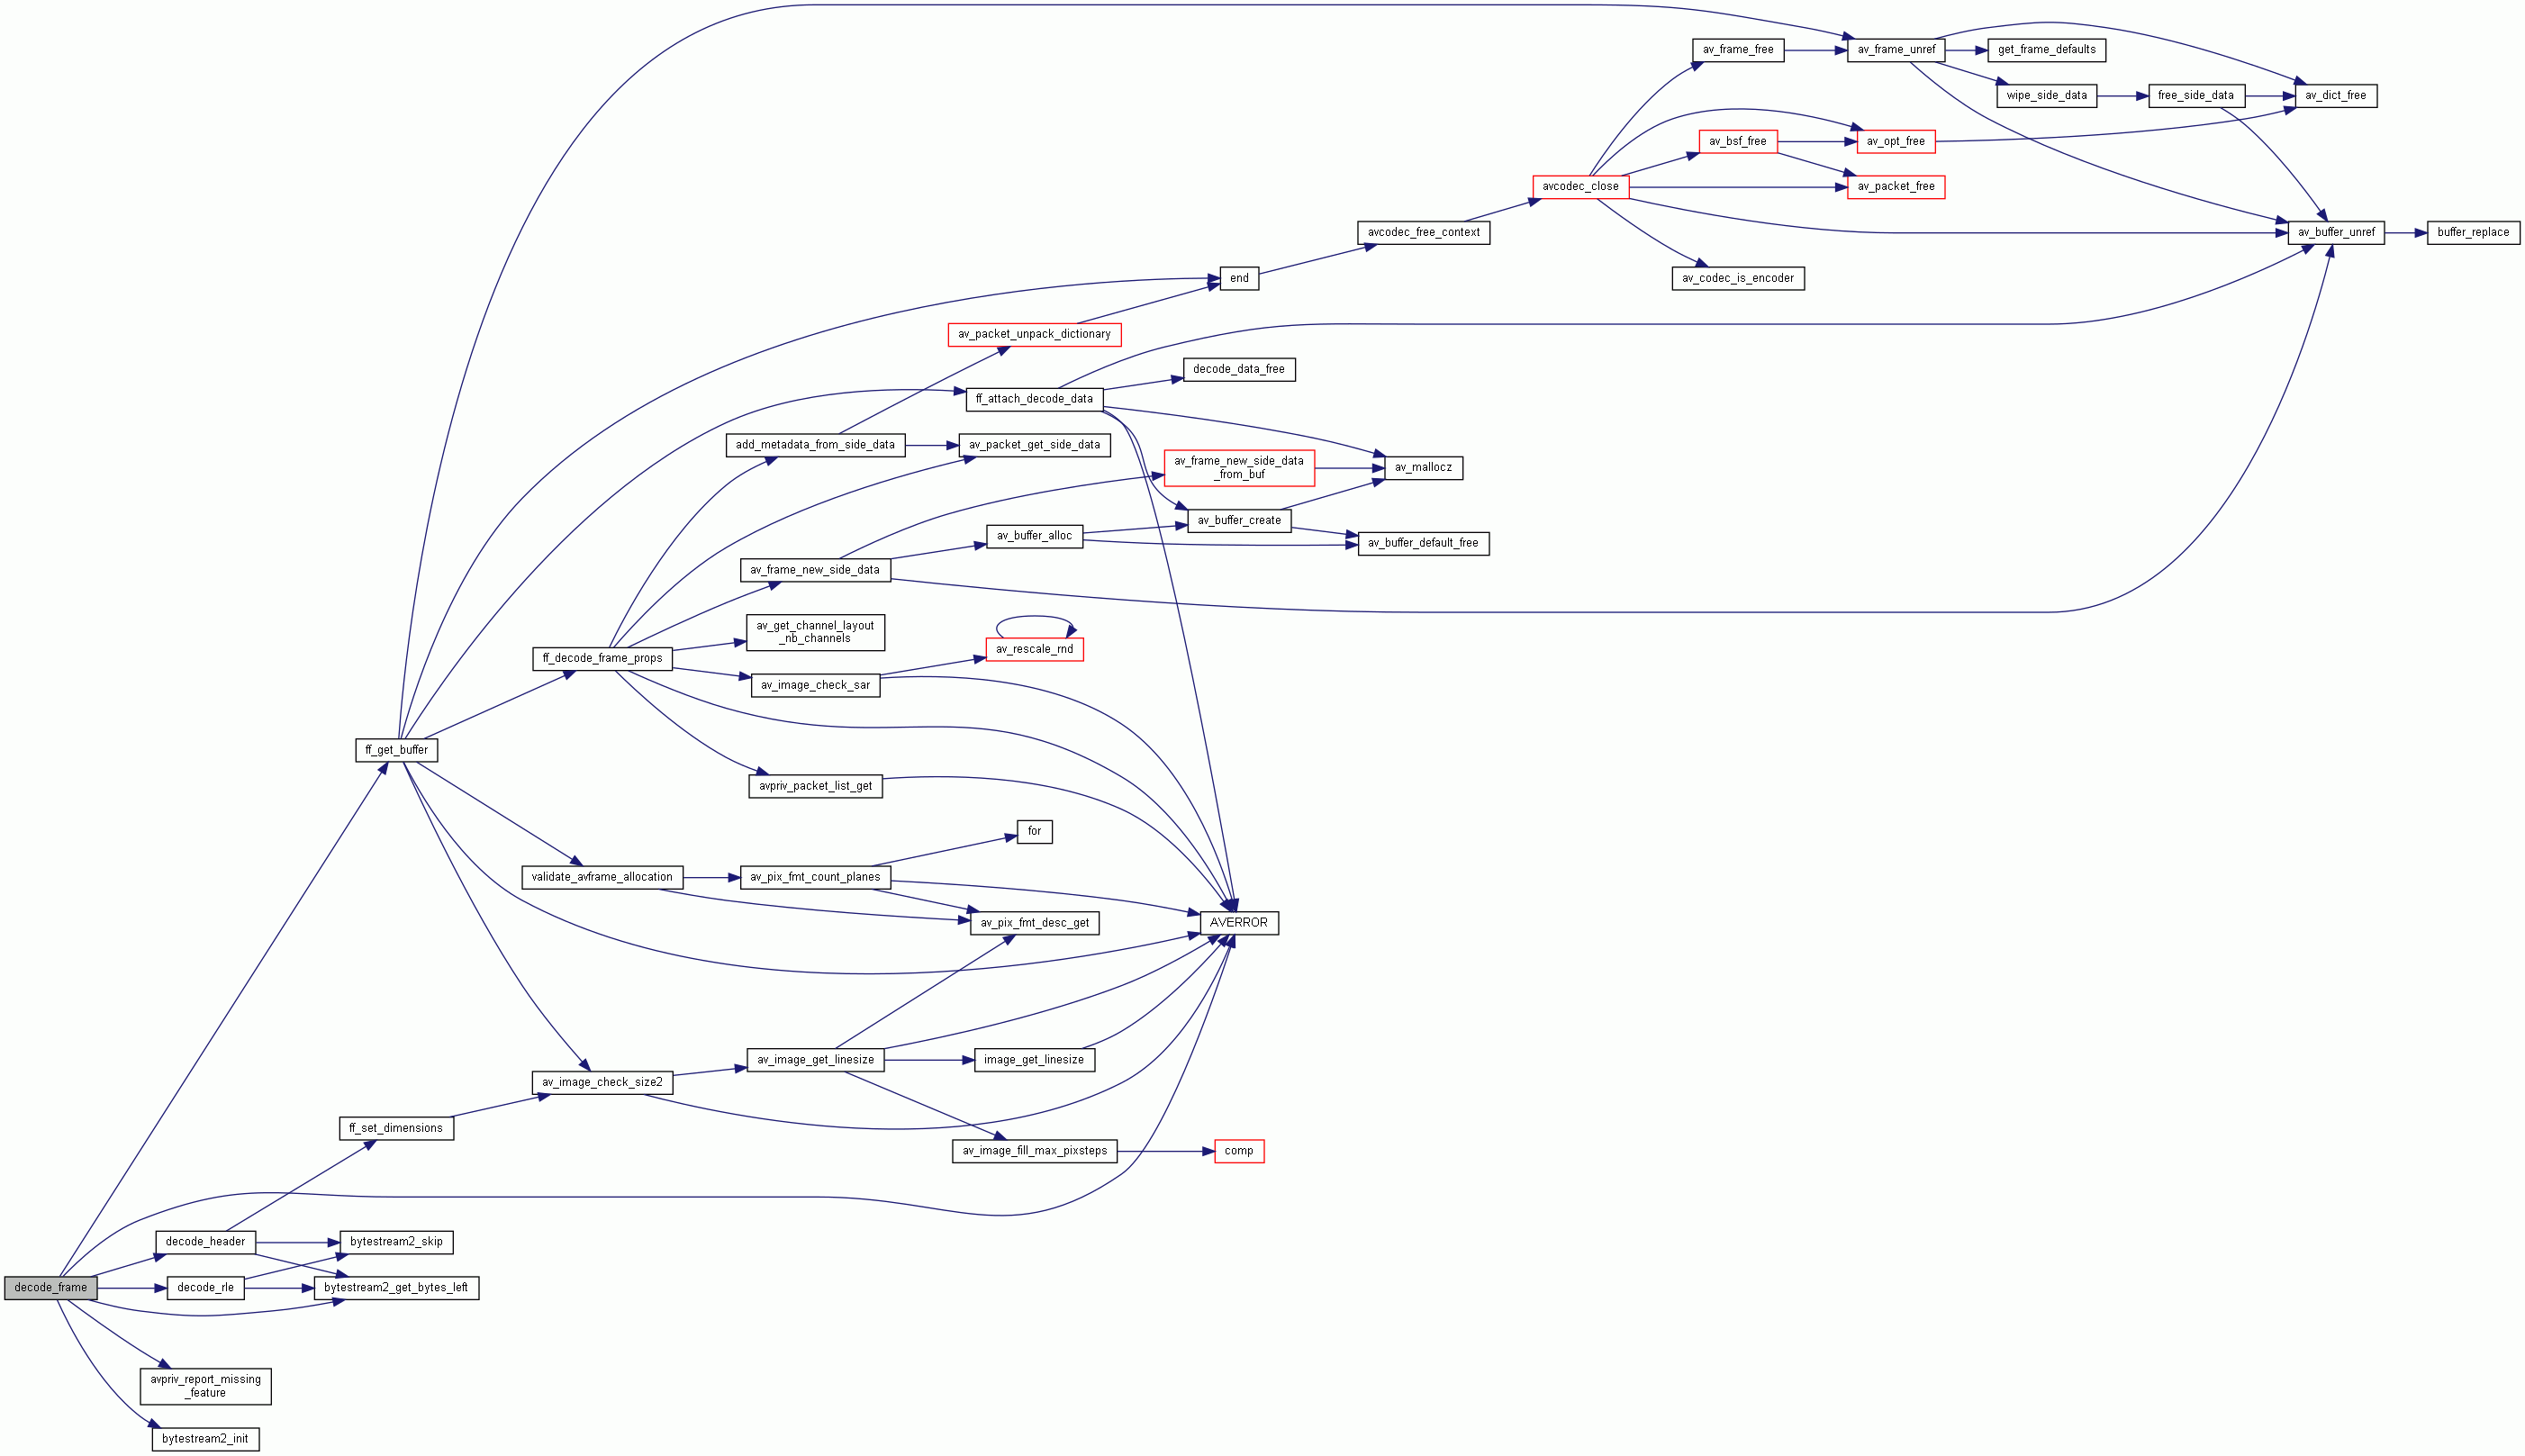 av_frame_free
av_frame_unref
get_frame_defaults
wipe_side_data
free_side_data
av_dict_free
av_bsf_free
av_opt_free
avcodec_close
av_packet_free
avcodec_free_context
av_buffer_unref
buffer_replace
end
av_codec_is_encoder
av_packet_unpack_dictionary
decode_data_free
ff_attach_decode_data
add_metadata_from_side_data
av_packet_get_side_data
av_frame_new_side_data
_from_buf
av_mallocz
av_buffer_create
av_buffer_alloc
av_buffer_default_free
av_frame_new_side_data
av_get_channel_layout
_nb_channels
av_rescale_rnd
ff_decode_frame_props
av_image_check_sar
ff_get_buffer
avpriv_packet_list_get
for
validate_avframe_allocation
av_pix_fmt_count_planes
av_pix_fmt_desc_get
AVERROR
av_image_get_linesize
image_get_linesize
av_image_check_size2
ff_set_dimensions
av_image_fill_max_pixsteps
comp
decode_header
bytestream2_skip
decode_frame
decode_rle
bytestream2_get_bytes_left
avpriv_report_missing
_feature
bytestream2_init